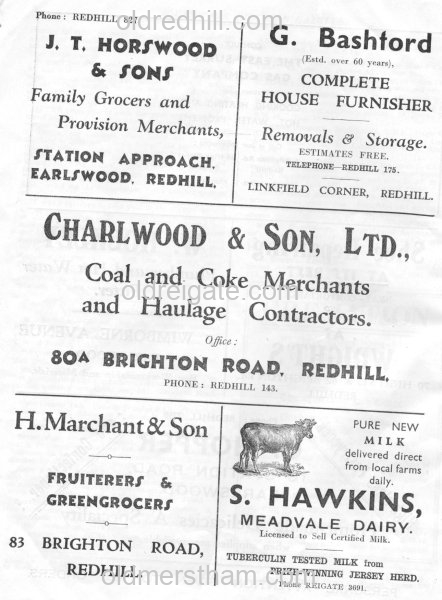 oldredhill.com
Phone : REDHILL 827
J. T. HORSWOOD
& SONS
Family Grocers and
Provision Merchants,
STATION APPROACH,
EARLSWOOD, REDHILL.
G. Bashford
(Estd. over 60 years),
COMPLETE
HOUSE FURNISHER
Removals & Storage.
ESTIMATES FREE.
TELEPHONE—REDHILL 175.
LINKFIELD CORNER, REDHILL.
CHARLWOOD & SON, LTD.,
Coal and Coke Merchants
oldreigate.com
and Haulage Contractors.
Office :
80A BRIGHTON ROAD, REDHILL.
PHONE : REDHILL 143.
H. Marchant & Son
FRUITERERS &
GREENGROCERS
83 BRIGHTON ROAD,
REDHILL.
PURE NEW
MILK
delivered direct
from local farms
daily.
S. HAWKINS,
MEADVALE DAIRY.
Licensed to Sell Certified Milk.
TUBERCULIN TESTED MILK from
PRIZE-WINNING JERSEY HERD.
Phone REIGATE 3691.
oldmerstham.com